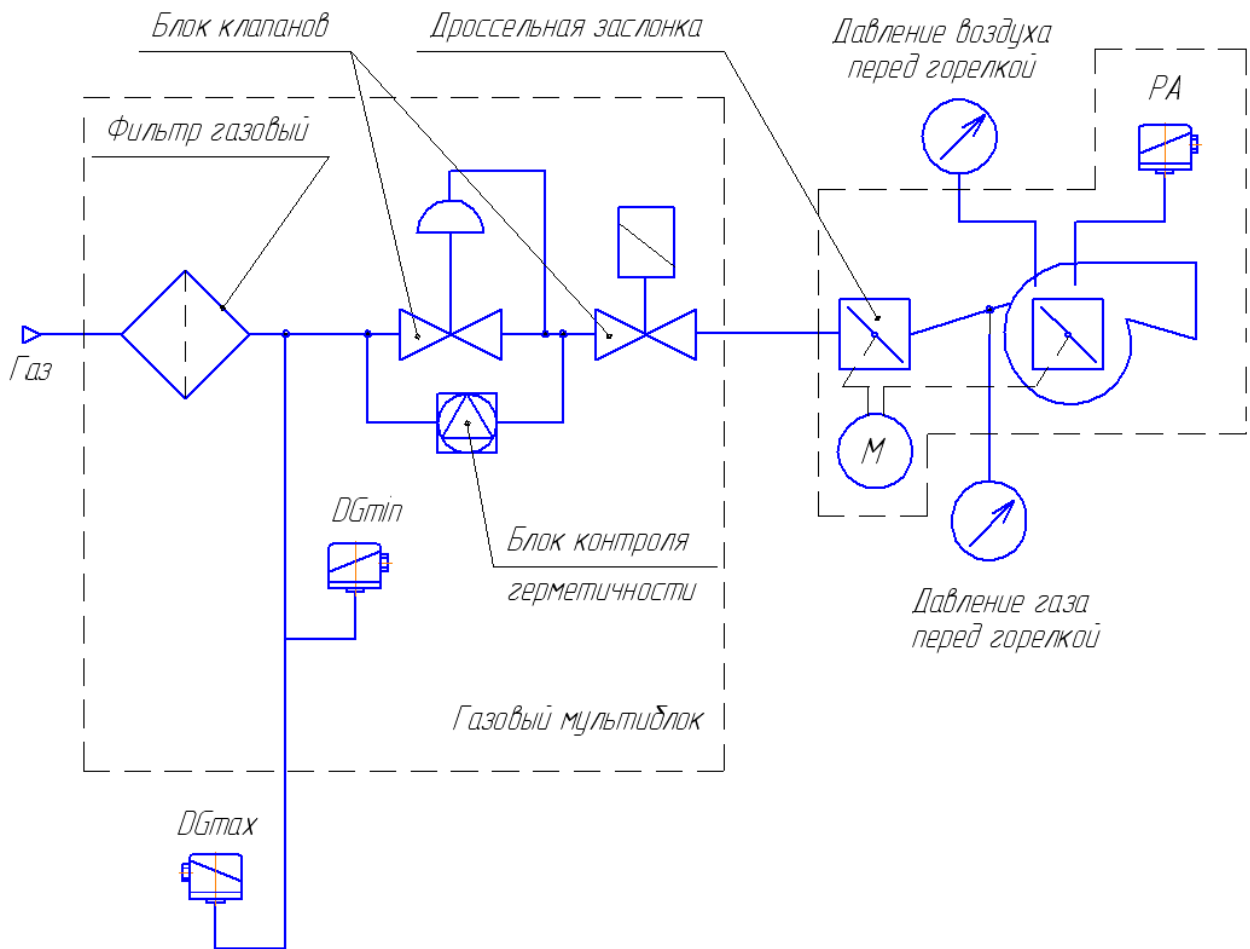 Блок клапанов
Дроссельная заслонка
Давление воздуха
перед горелкой
PA
Фильтр газовый
Газ
M
DGmin
Блок контроля
герметичности
Давление газа
перед горелкой
Газовый мультиблок
DGmax